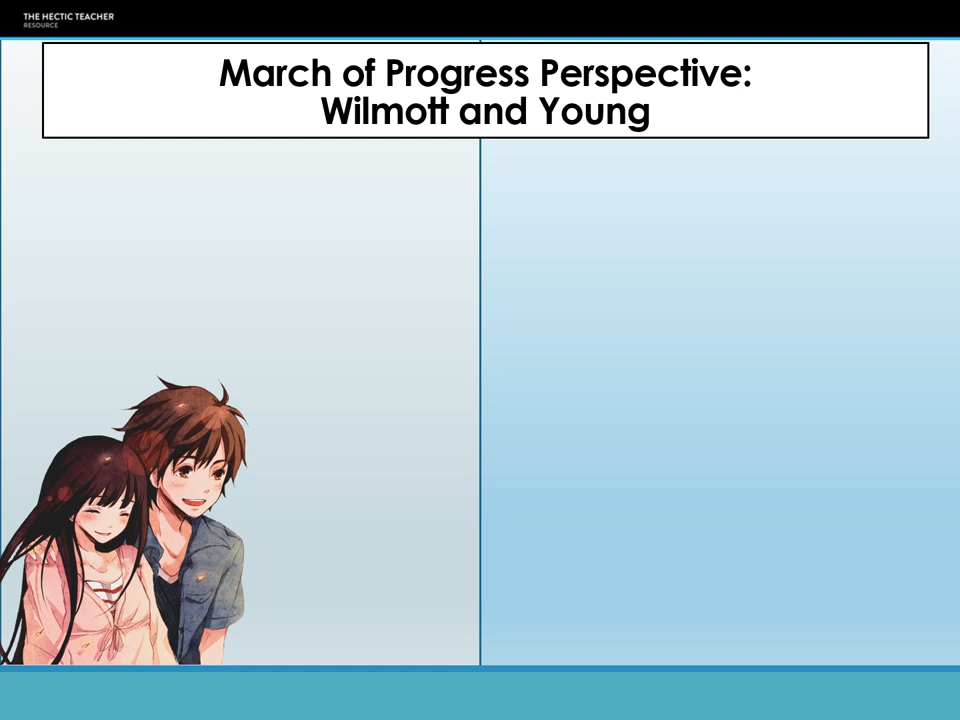 THE HECTIC TEACHER
RESOURCE
March of Progress Perspective:
Wilmott and Young